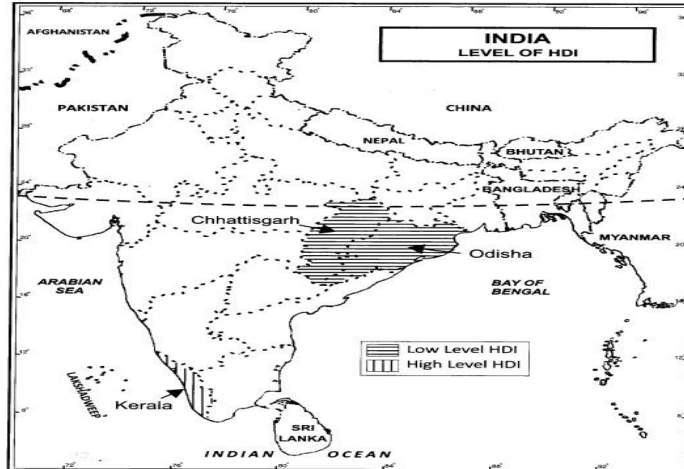 INDIA
LEVEL OF HDI
AFGHANISTAN
PAKISTAN
CHINA
NEPAL
BHUTAN
BANGLADESH
Chhattisgarh
MYANMAR
Odisha
ARABIAN
SEA
BAY OF
BENGAL
Low Level HDI
High Level HDI
LAKSHADWEEP
Kerala
SRI
LANKA
INDIAN OCEAN